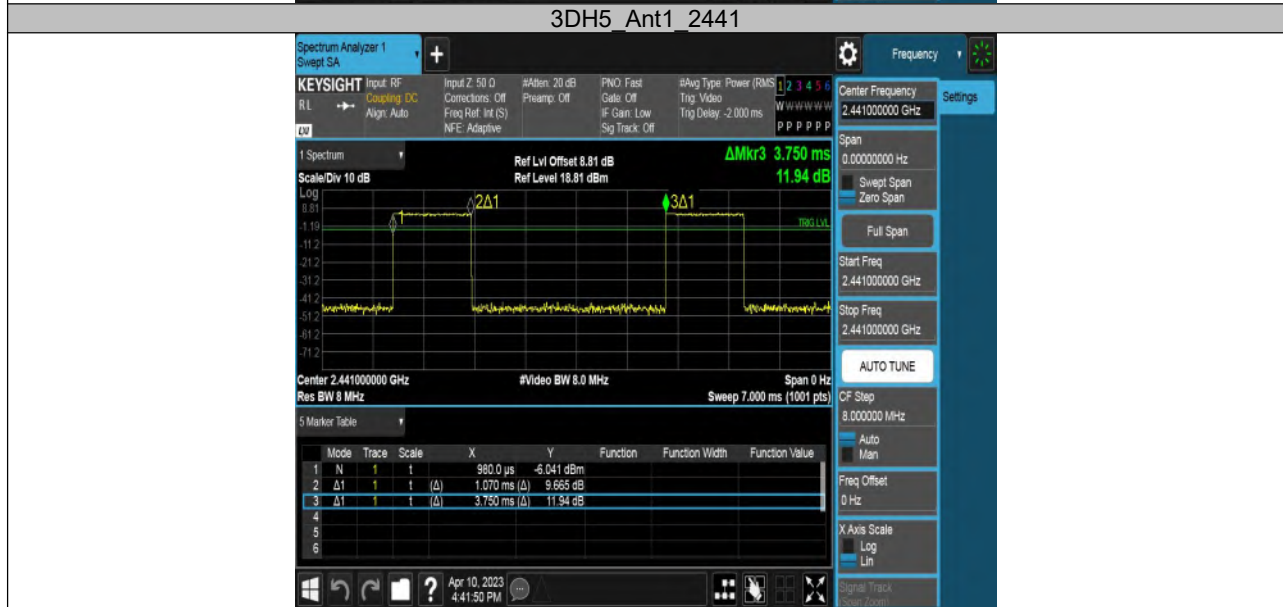 3DH5_Ant1_2441
Spectrum Analyzer 1
Swept SA
+
Frequency
KEYSIGHT
RL
LXI
Input: RF
Coupling: DC
Align: Auto
Input Z: 50 Ω
Corrections: Off
Freq Ref: Int (S)
NFE: Adaptive
#Atten: 20 dB
Preamp: Off
PNO: Fast
Gate: Off
IF Gain: Low
Sig Track: Off
#Avg Type: Power (RMS
Trig: Video
Trig Delay: -2.000 ms
1 2 3 4 5 6
W W W W W W
P P P P P P
Center Frequency
2.441000000 GHz
Settings
1 Spectrum
Scale/Div 10 dB
Log
Ref Lvl Offset 8.81 dB
Ref Level 18.81 dBm
ΔMkr3 3.750 ms
11.94 dB
8.81
-1.19
-11.2
-21.2
-31.2
-41.2
-51.2
-61.2
-71.2
1
2Δ1
3Δ1
TRIG LVL
Center 2.441000000 GHz
Res BW 8 MHz
#Video BW 8.0 MHz
Span 0 Hz
Sweep 7.000 ms (1001 pts)
Span
0.00000000 Hz
Swept Span
Zero Span
Full Span
Start Freq
2.441000000 GHz
Stop Freq
2.441000000 GHz
AUTO TUNE
CF Step
8.000000 MHz
Auto
Man
Freq Offset
0 Hz
X Axis Scale
Log
Lin
Signal Track
(Span Zoom)
5 Marker Table
Mode Trace Scale X Y Function Function Width Function Value
1 N 1 t 980.0 µs -6.041 dBm
2 Δ1 1 t (Δ) 1.070 ms (Δ) 9.665 dB
3 Δ1 1 t (Δ) 3.750 ms (Δ) 11.94 dB
4
5
6
?
Apr 10, 2023
4:41:50 PM